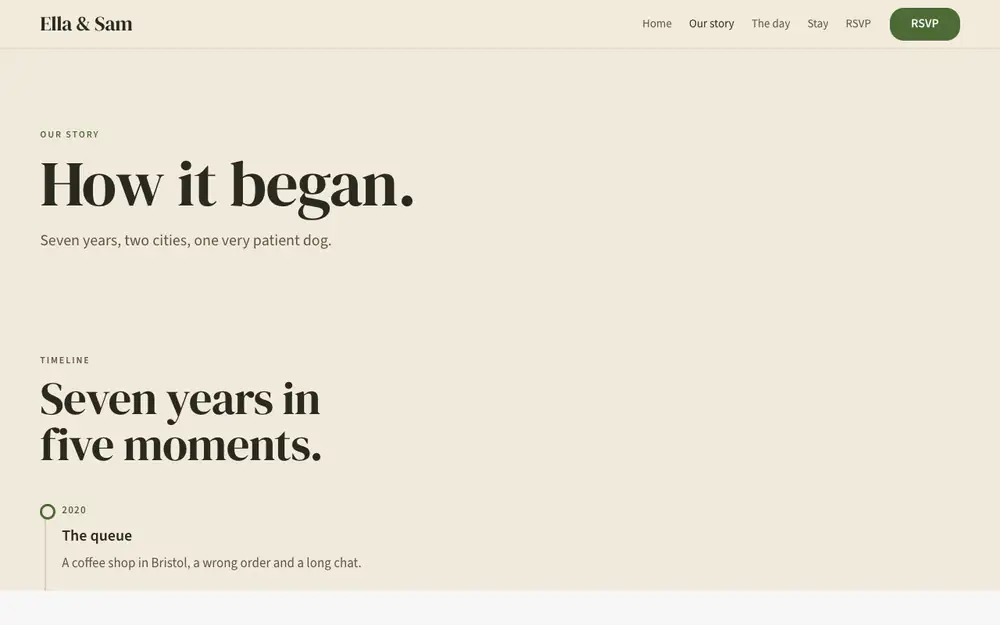 Ella & Sam
Home
Our story
The day
Stay
RSVP
RSVP
OUR STORY
How it began.
Seven years, two cities, one very patient dog.
TIMELINE
Seven years in
five moments.
2020
The queue
A coffee shop in Bristol, a wrong order and a long chat.